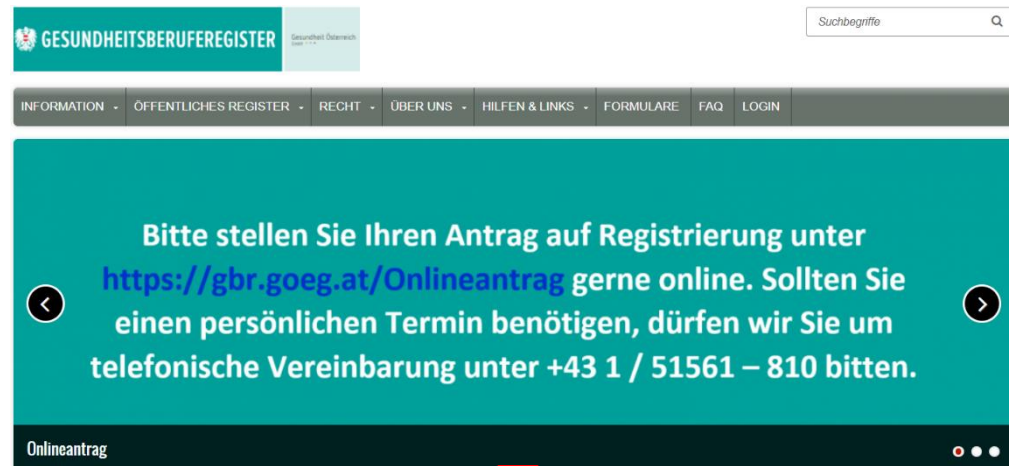 GESUNDHEITSBERUFEREGISTER
Gesundheit Österreich
Suchbegriffe
INFORMATION ÖFFENTLICHES REGISTER RECHT ÜBER UNS HILFEN & LINKS FORMULARE FAQ LOGIN
Bitte stellen Sie Ihren Antrag auf Registrierung unter
https://gbr.goeg.at/Onlineantrag gerne online. Sollten Sie
einen persönlichen Termin benötigen, dürfen wir Sie um
telefonische Vereinbarung unter +43 1 / 51561 – 810 bitten.
Onlineantrag